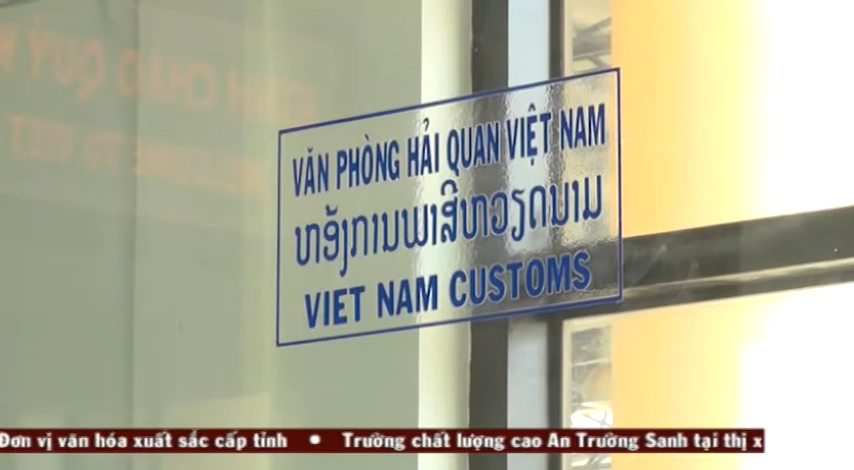 VĂN PHÒNG HẢI QUAN VIỆT NAM
ຫ້ອງການພາສີຫວຽດນາມ
VIET NAM CUSTOMS
Đơn vị văn hóa xuất sắc cấp tỉnh • Trường chất lượng cao An Trường Sanh tại thị x